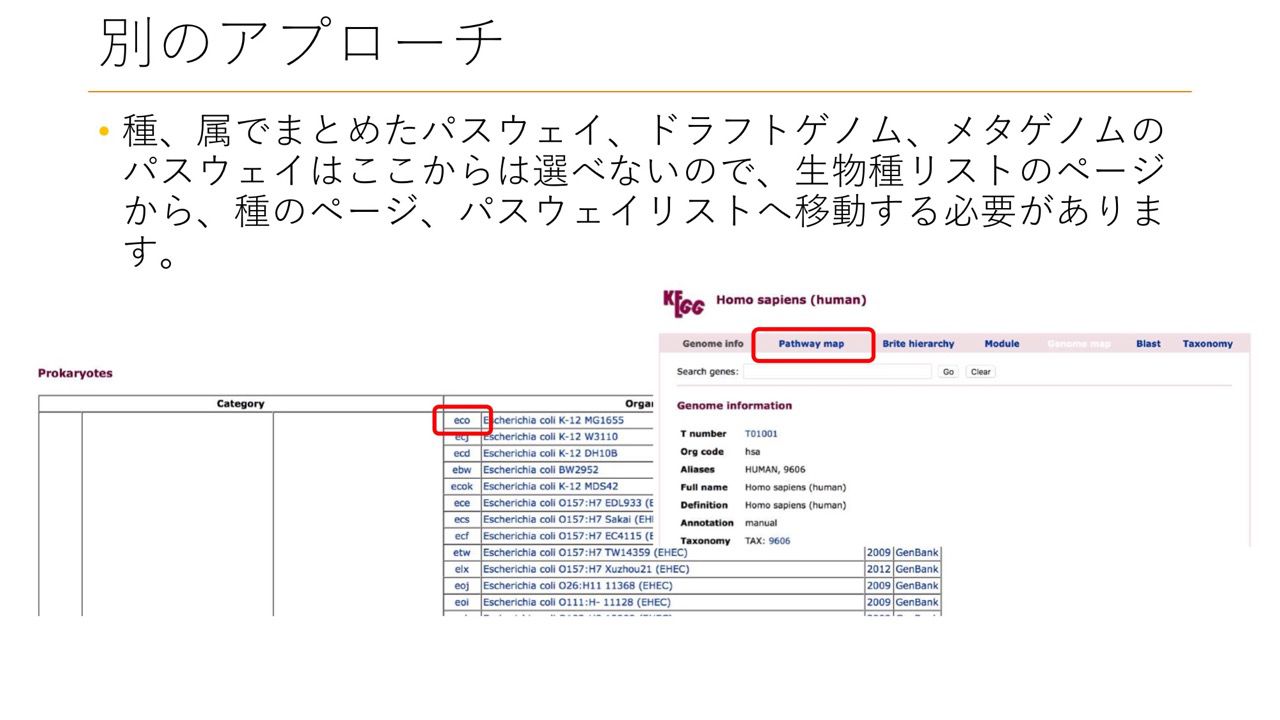 別のアプローチ
• 種、属でまとめたパスウェイ、ドラフトゲノム、メタゲノムの
パスウェイはここからは選べないので、生物種リストのページ
から、種のページ、パスウェイリストへ移動する必要がありま
す。
KEGG Homo sapiens (human)
Genome info Pathway map Brite hierarchy Module Genome map Blast Taxonomy
Search genes: Go Clear
Genome information
T number T01001
Org code hsa
Aliases HUMAN, 9606
Full name Homo sapiens (human)
Definition Homo sapiens (human)
Annotation manual
Taxonomy TAX: 9606
Prokaryotes
Category Organ
eco Escherichia coli K-12 MG1655
ecj Escherichia coli K-12 W3110
ecd Escherichia coli K-12 DH10B
ebw Escherichia coli BW2952
ecok Escherichia coli K-12 MDS42
ece Escherichia coli O157:H7 EDL933 (E
ecs Escherichia coli O157:H7 Sakai (EH
ecf Escherichia coli O157:H7 EC4115 (E
etw Escherichia coli O157:H7 TW14359 (EHEC) 2009 GenBank
elx Escherichia coli O157:H7 Xuzhou21 (EHEC) 2012 GenBank
eoj Escherichia coli O26:H11 11368 (EHEC) 2009 GenBank
eoi Escherichia coli O111:H- 11128 (EHEC) 2009 GenBank